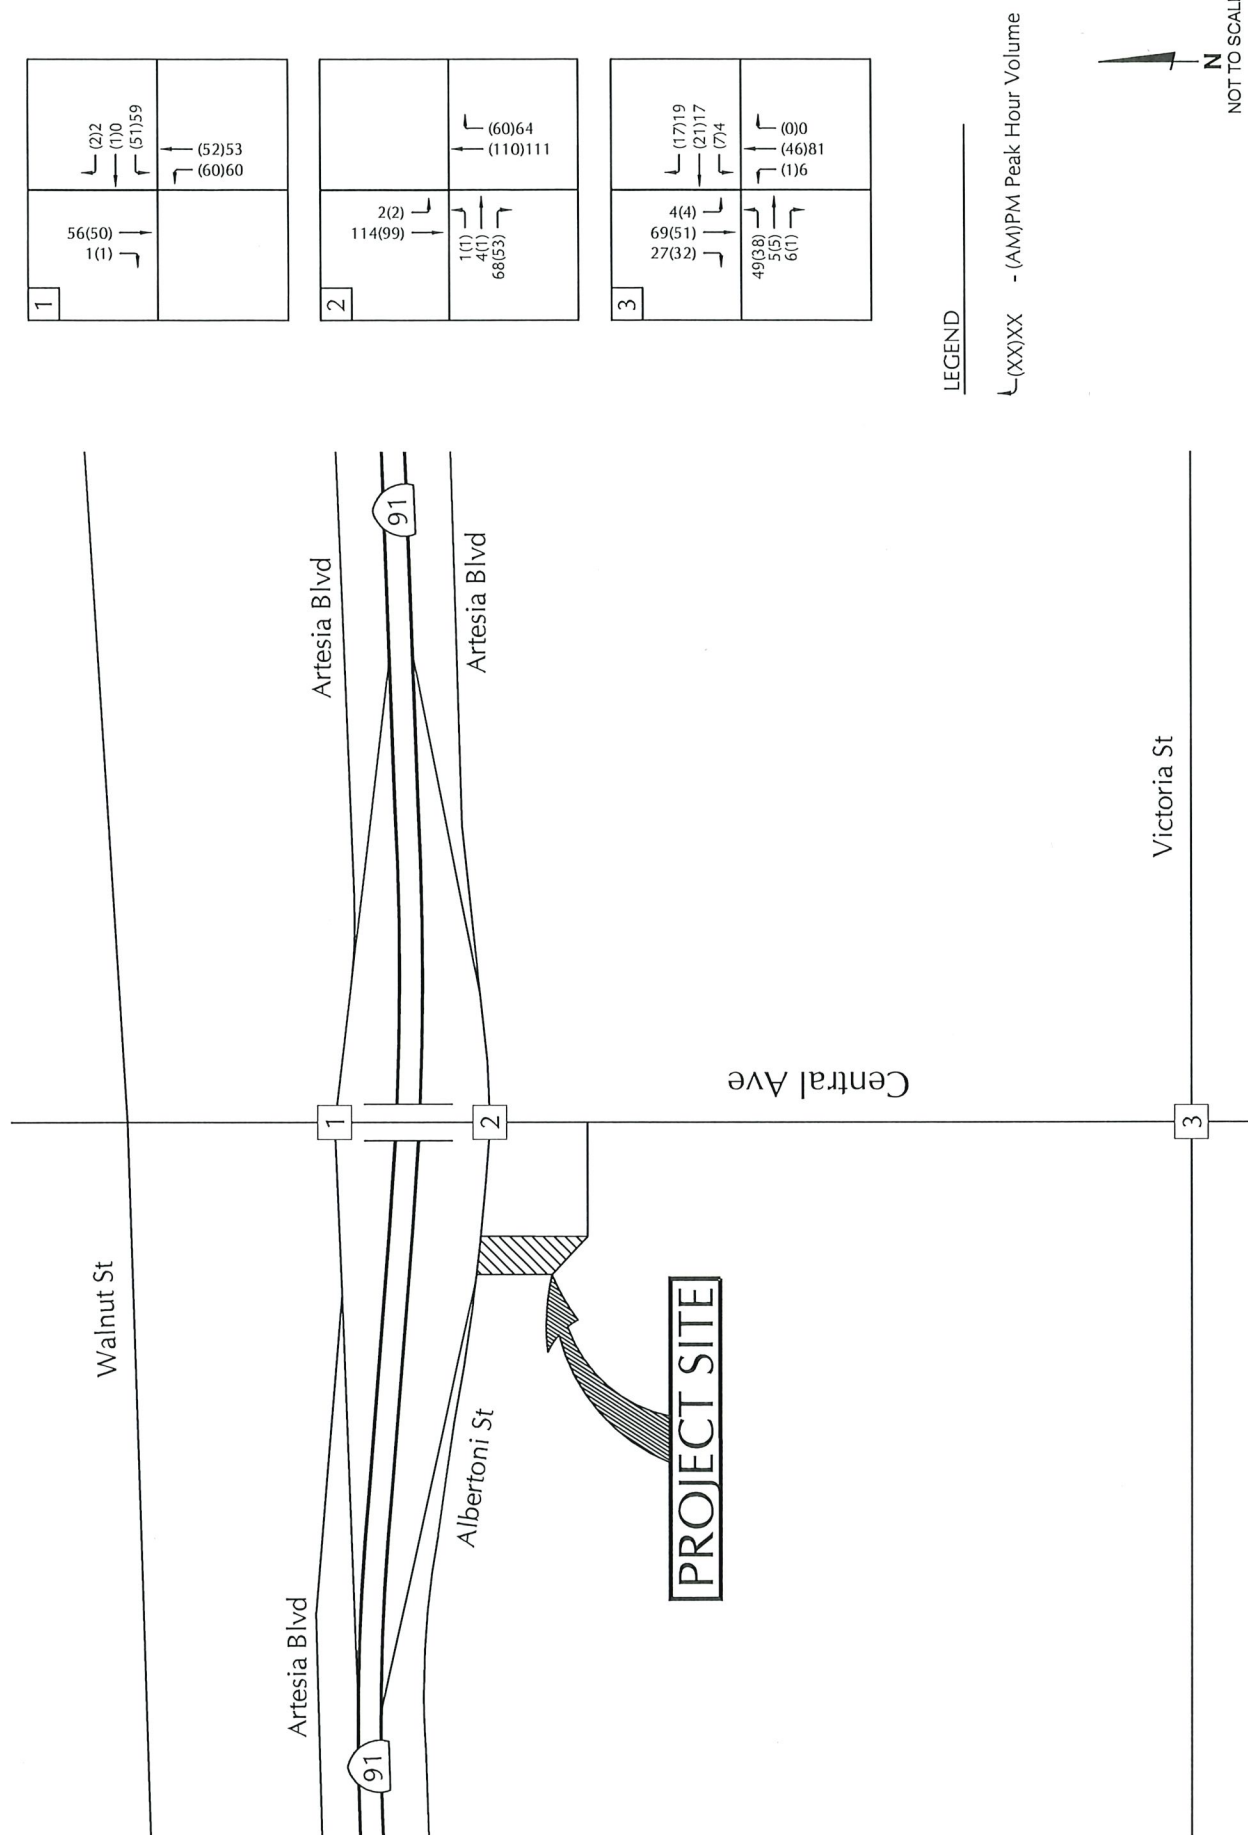 1
56(50)
1(1)
(2)2
(1)0
(51)59
(52)53
(60)60
2
2(2)
114(99)
1(1)
4(1)
68(53)
(60)64
(110)111
3
4(4)
69(51)
27(32)
49(38)
5(5)
6(1)
(17)19
(21)17
(7)4
(0)0
(46)81
(1)6
LEGEND
(XX)XX - (AM)PM Peak Hour Volume
N
NOT TO SCALE
Walnut St
Artesia Blvd
Artesia Blvd
Artesia Blvd
91
91
Albertoni St
1
2
3
Central Ave
Victoria St
PROJECT SITE